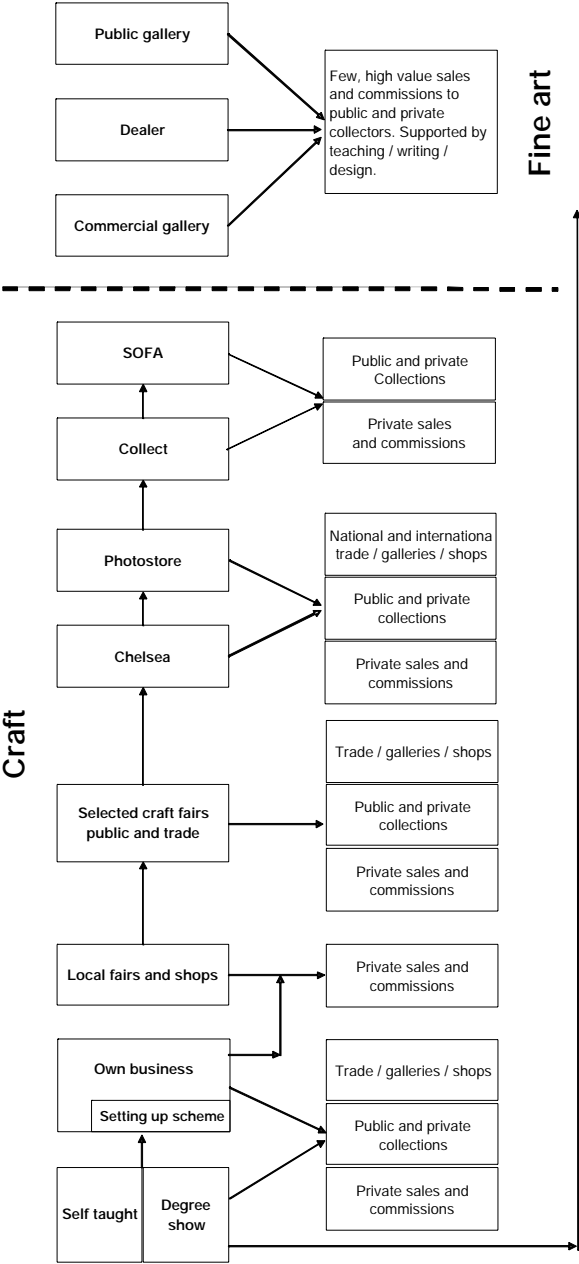 Public gallery
Few, high value sales
and commissions to
public and private
collectors. Supported by
teaching / writing /
design.
Fine art
Dealer
Commercial gallery
Craft
SOFA
Public and private
Collections
Collect
Private sales
and commissions
National and internationa
trade / galleries / shops
Photostore
Public and private
collections
Chelsea
Private sales and
commissions
Trade / galleries / shops
Selected craft fairs
public and trade
Public and private
collections
Private sales and
commissions
Local fairs and shops
Private sales and
commissions
Own business
Setting up scheme
Trade / galleries / shops
Public and private
collections
Self taught
Degree
show
Private sales and
commissions